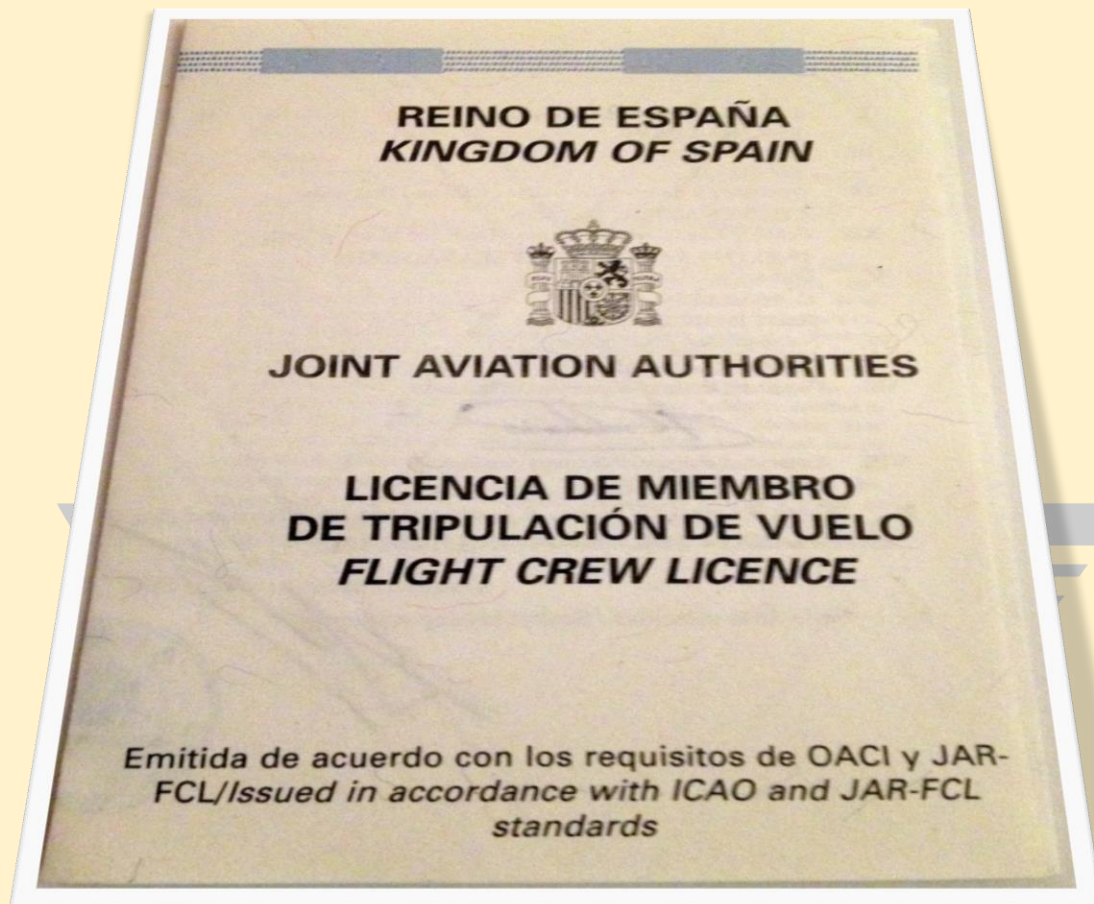 REINO DE ESPAÑA
KINGDOM OF SPAIN
JOINT AVIATION AUTHORITIES
LICENCIA DE MIEMBRO
DE TRIPULACIÓN DE VUELO
FLIGHT CREW LICENCE
Emitida de acuerdo con los requisitos de OACI y JAR-
FCL/Issued in accordance with ICAO and JAR-FCL
standards